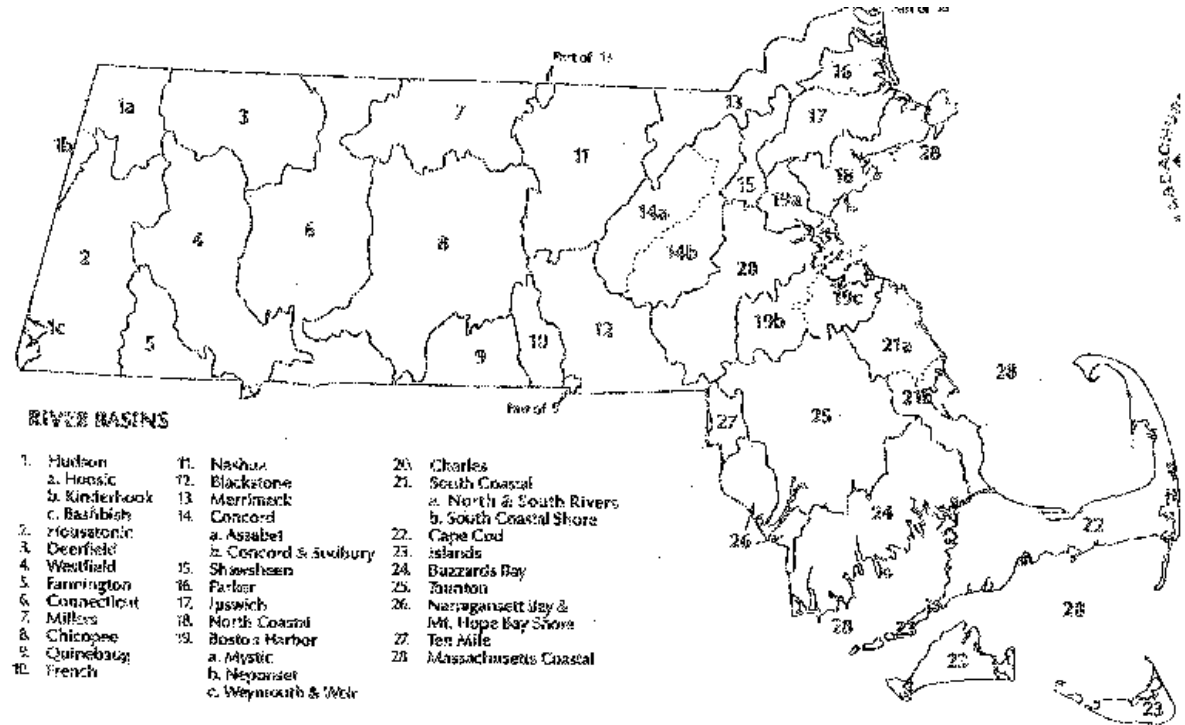 Part of 13
1a
3
7
16
13
17
1b
11
28
18
15
19a
14a
6
4
8
2
14b
20
19c
1c
19b
12
5
21a
10
9
28
21b
Part of 5
25
27
RIVER BASINS
1. Hudson
a. Hoosic
b. Kinderhook
c. Bashbish
2. Housatonic
3. Deerfield
4. Westfield
5. Farmington
6. Connecticut
7. Millers
8. Chicopee
9. Quinebaug
10. French
11. Nashua
12. Blackstone
13. Merrimack
14. Concord
a. Assabet
b. Concord & Sudbury
15. Shawsheen
16. Parker
17. Ipswich
18. North Coastal
19. Boston Harbor
a. Mystic
b. Neponset
c. Weymouth & Weir
20. Charles
21. South Coastal
a. North & South Rivers
b. South Coastal Shore
22. Cape Cod
23. Islands
24. Buzzards Bay
25. Taunton
26. Narragansett Bay &
Mt. Hope Bay Shore
27. Ten Mile
28. Massachusetts Coastal
24
22
26
28
28
23
23
23